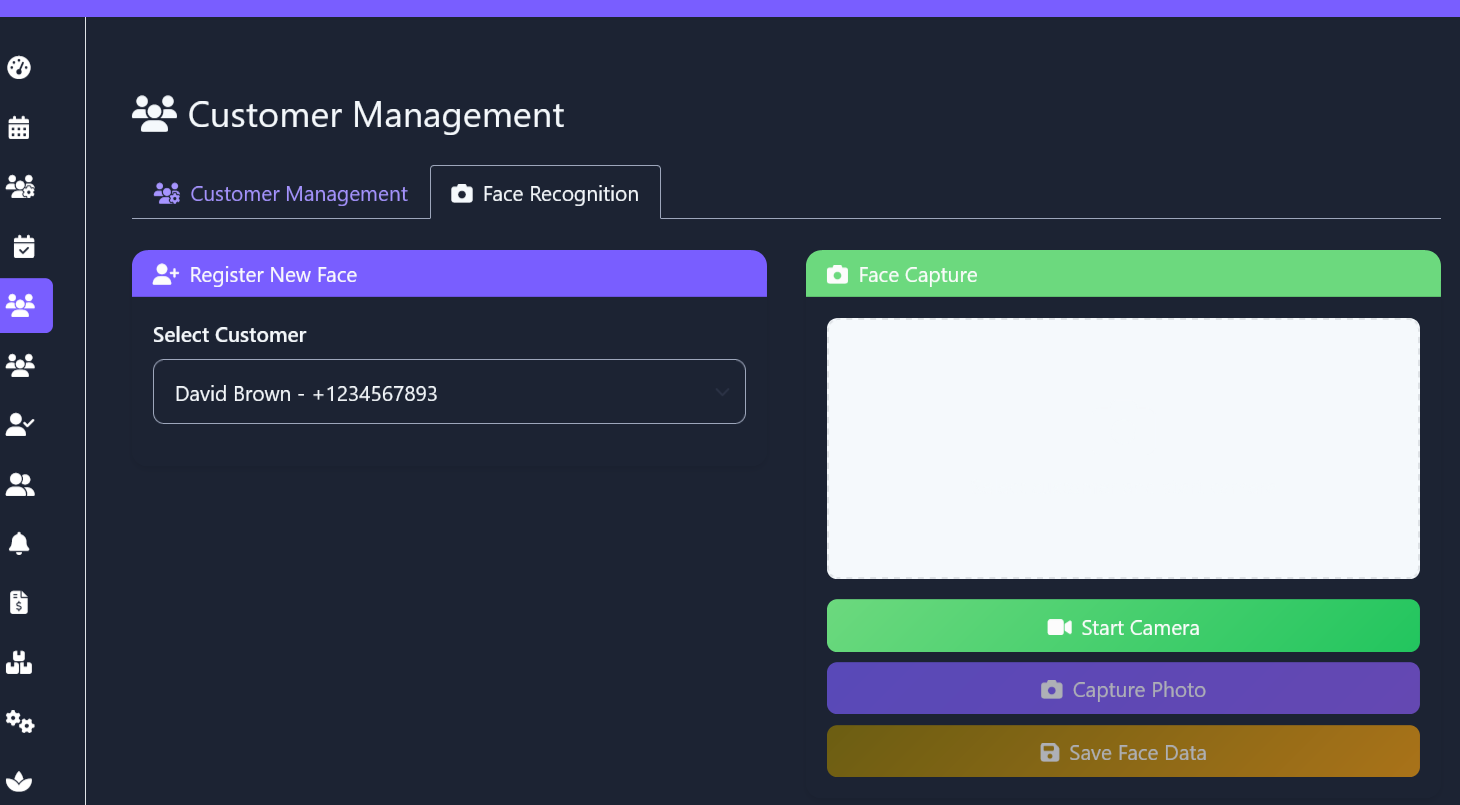 Customer Management
Customer Management
Face Recognition
Register New Face
Select Customer
David Brown - +1234567893
Face Capture
Start Camera
Capture Photo
Save Face Data